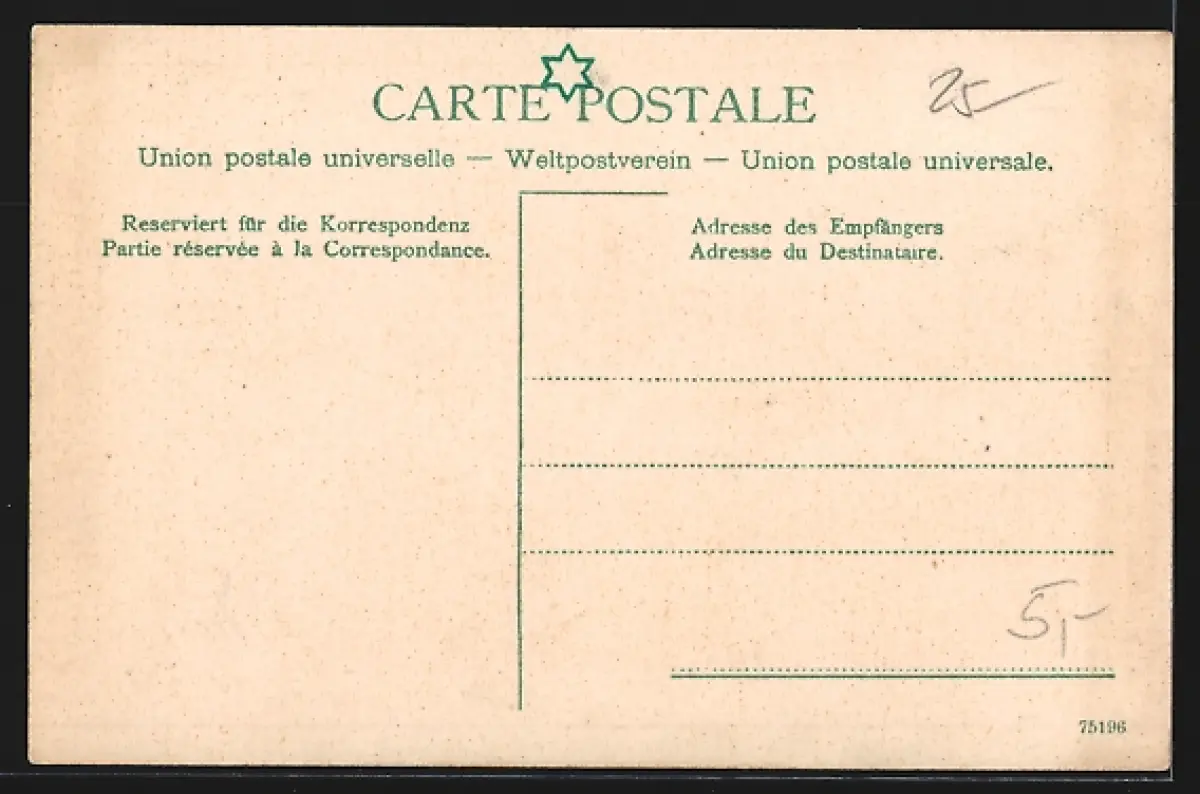 CARTE POSTALE
25
Union postale universelle — Weltpostverein — Union postale universale.
Reserviert für die Korrespondenz
Partie réservée à la Correspondance.
Adresse des Empfängers
Adresse du Destinataire.
5,-
75196